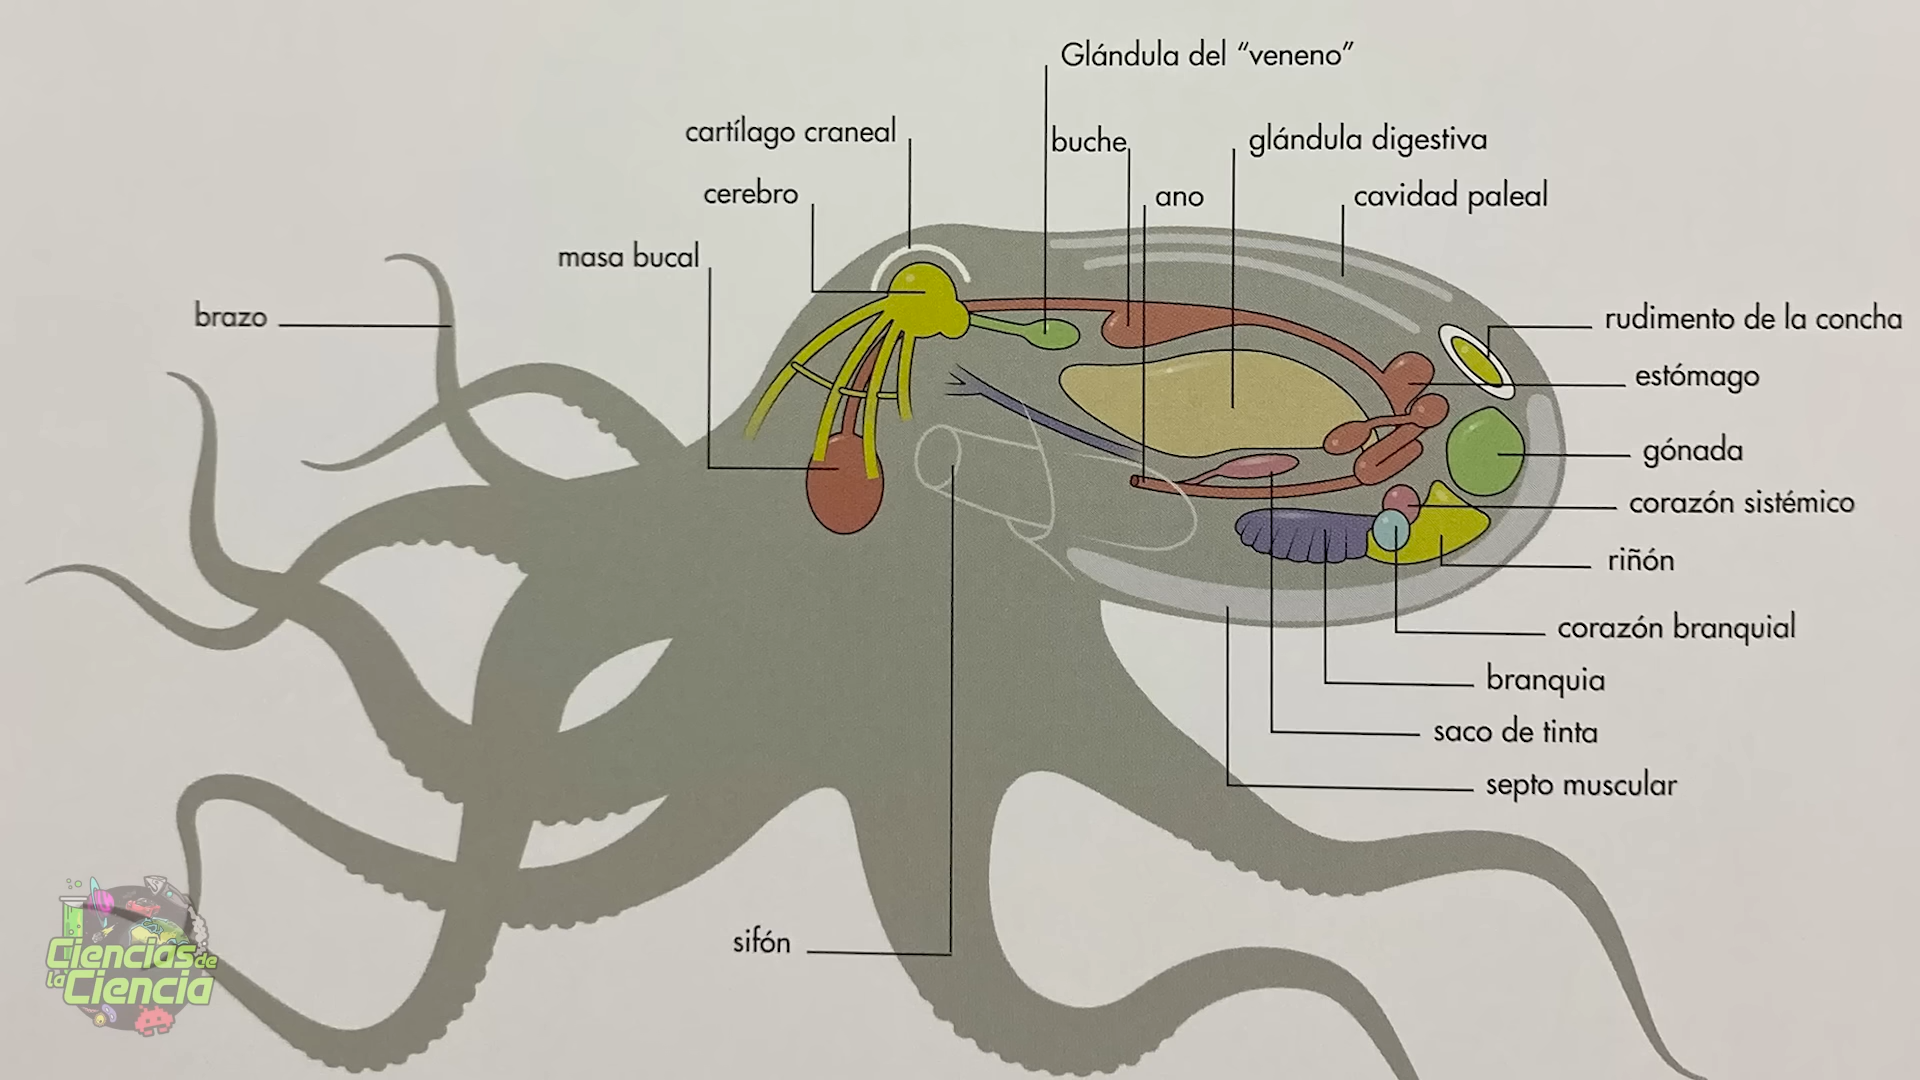 Glándula del “veneno”
cartílago craneal
buche
glándula digestiva
cerebro
ano
cavidad paleal
masa bucal
brazo
rudimento de la concha
estómago
gónada
corazón sistémico
riñón
corazón branquial
branquia
saco de tinta
septo muscular
sifón
Ciencias de
la Ciencia